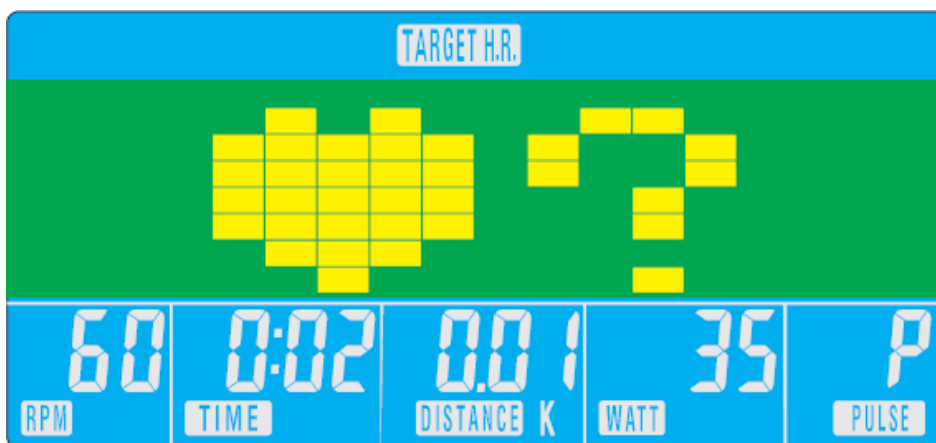 TARGET H.R.
?
60 0:02 0.01 35 P
RPM TIME DISTANCE K WATT PULSE